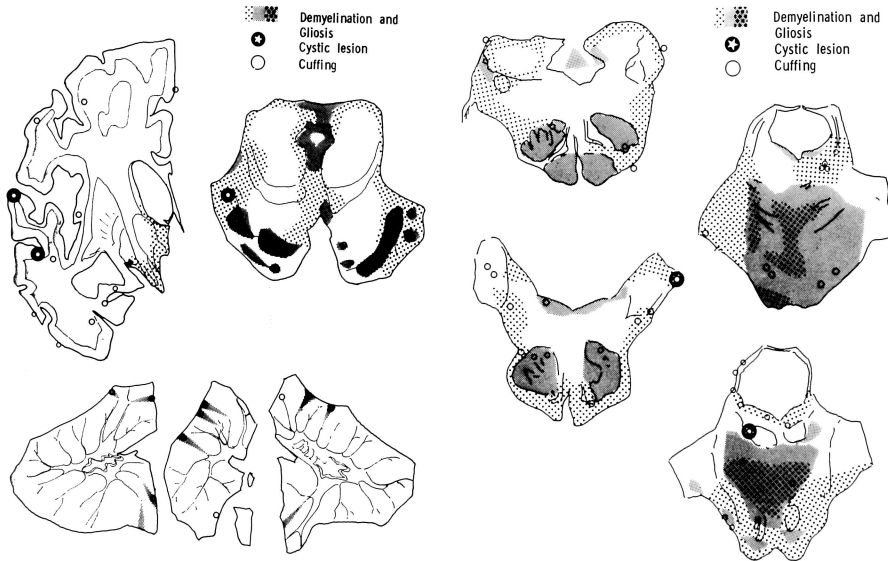 Demyelination and
Gliosis
Cystic lesion
Cuffing
Demyelination and
Gliosis
Cystic lesion
Cuffing